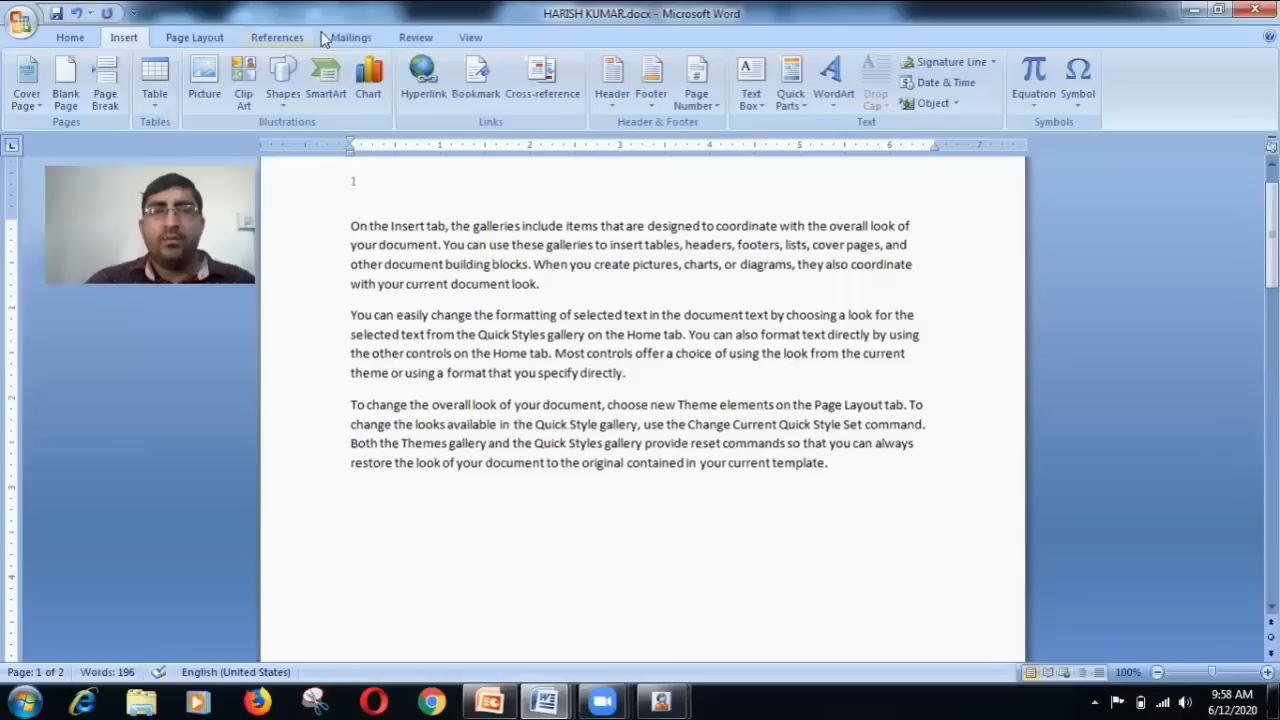 HARISH KUMAR.docx - Microsoft Word
Home Insert Page Layout References Mailings Review View
Cover Page Blank Page Page Break
Table
Picture Clip Art Shapes SmartArt Chart
Hyperlink Bookmark Cross-reference
Header Footer Page Number
Text Box Quick Parts WordArt Drop Cap
Signature Line
Date & Time
Object
Equation Symbol
Pages Tables Illustrations Links Header & Footer Text Symbols
1 2 3 4 5 6 7
1
On the Insert tab, the galleries include items that are designed to coordinate with the overall look of
your document. You can use these galleries to insert tables, headers, footers, lists, cover pages, and
other document building blocks. When you create pictures, charts, or diagrams, they also coordinate
with your current document look.
You can easily change the formatting of selected text in the document text by choosing a look for the
selected text from the Quick Styles gallery on the Home tab. You can also format text directly by using
the other controls on the Home tab. Most controls offer a choice of using the look from the current
theme or using a format that you specify directly.
To change the overall look of your document, choose new Theme elements on the Page Layout tab. To
change the looks available in the Quick Style gallery, use the Change Current Quick Style Set command.
Both the Themes gallery and the Quick Styles gallery provide reset commands so that you can always
restore the look of your document to the original contained in your current template.
1
2
3
4
Page: 1 of 2 Words: 196 English (United States) 100%
9:58 AM
6/12/2020